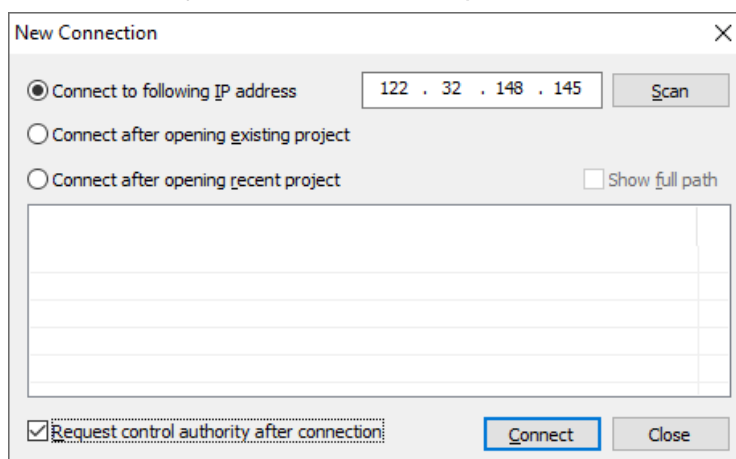 New Connection
Connect to following IP address 122 . 32 . 148 . 145 Scan
Connect after opening existing project
Connect after opening recent project Show full path
Request control authority after connection Connect Close